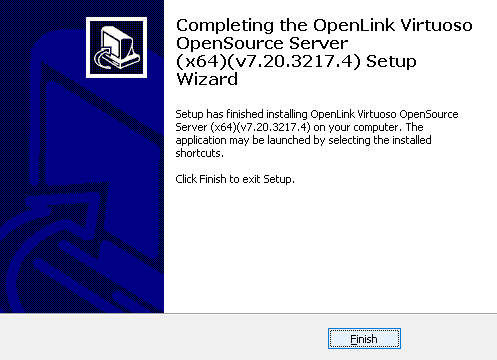 Completing the OpenLink Virtuoso
OpenSource Server
(x64)(v7.20.3217.4) Setup
Wizard
Setup has finished installing OpenLink Virtuoso OpenSource
Server (x64)(v7.20.3217.4) on your computer. The
application may be launched by selecting the installed
shortcuts.
Click Finish to exit Setup.
Finish